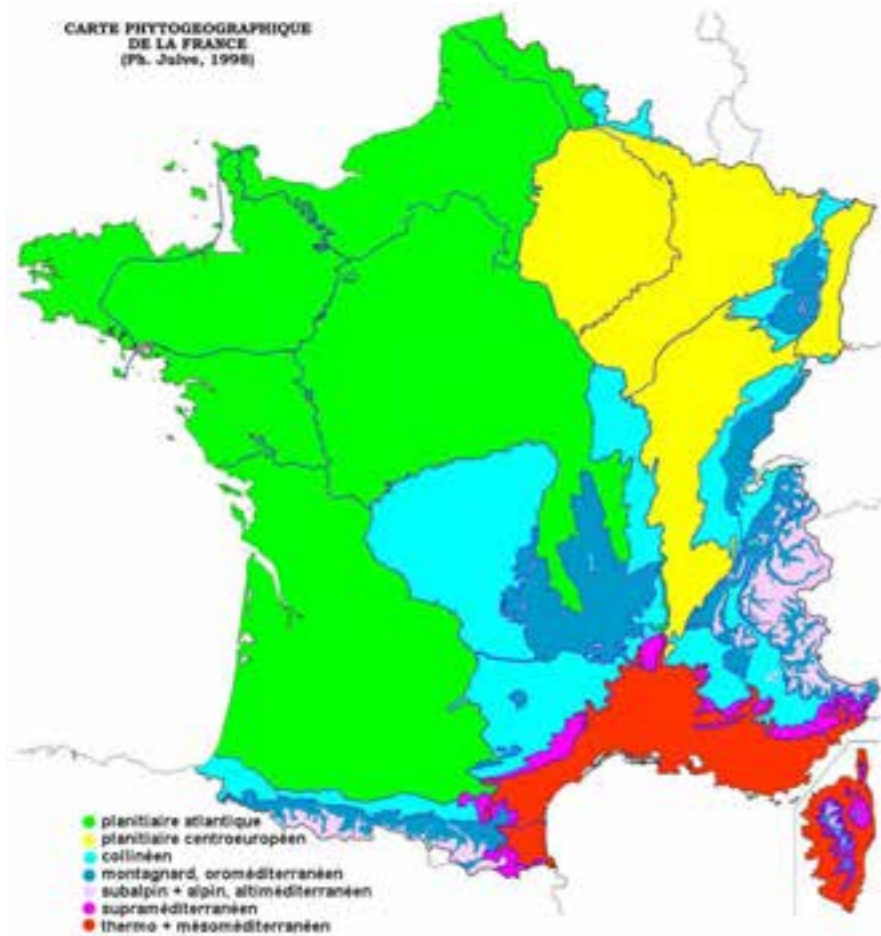 CARTE PHYTOGEOGRAPHIQUE
DE LA FRANCE
(Ph. Julve, 1998)
1
planitiaire atlantique
planitiaire centroeuropéen
collinéen
montagnard, oroméditerranéen
subalpin + alpin, altiméditerranéen
supraméditerranéen
thermo + mésoméditerranéen